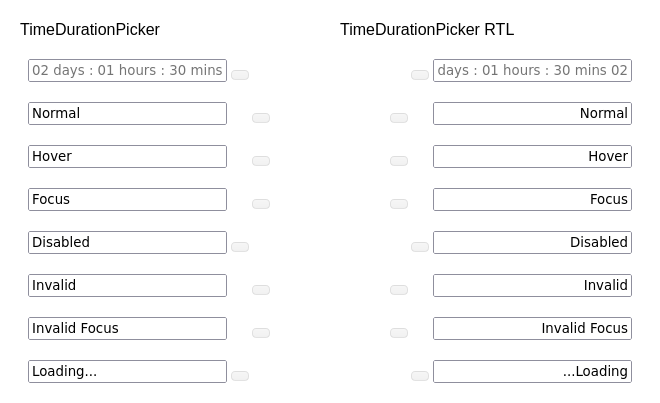 TimeDurationPicker
02 days : 01 hours : 30 mins
Normal
Hover
Focus
Disabled
Invalid
Invalid Focus
Loading...
TimeDurationPicker RTL
days : 01 hours : 30 mins 02
Normal
Hover
Focus
Disabled
Invalid
Invalid Focus
...Loading